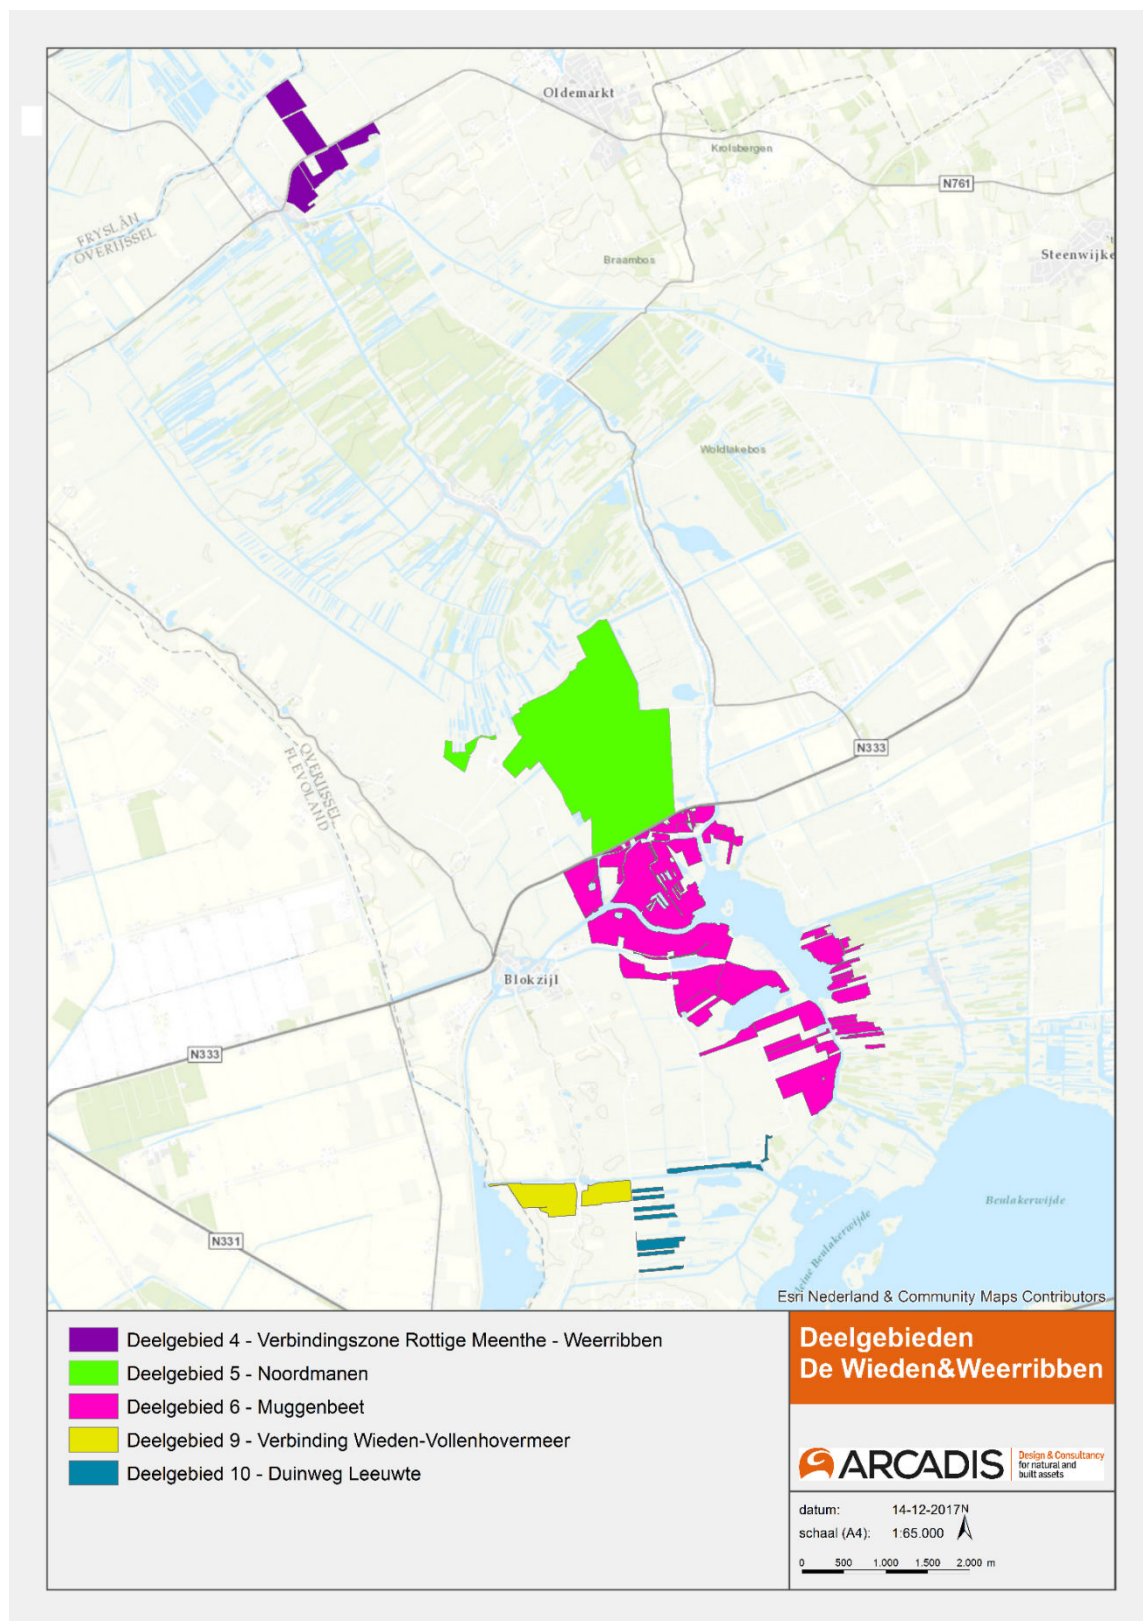 Oldemarkt
Krolsbergen
N761
FRYSLÂN
OVERIJSSEL
Braambos
Steenwijke
Woldlakebos
OVERIJSSEL
FLEVOLAND
N333
Blokzijl
N333
N331
Beulakerwijde
leine Beulakerwijde
Esri Nederland & Community Maps Contributors
Deelgebied 4 - Verbindingszone Rottige Meenthe - Weerribben
Deelgebied 5 - Noordmanen
Deelgebied 6 - Muggenbeet
Deelgebied 9 - Verbinding Wieden-Vollenhovermeer
Deelgebied 10 - Duinweg Leeuwte
Deelgebieden
De Wieden&Weerribben
ARCADIS
Design & Consultancy
for natural and
built assets
datum: 14-12-2017
N
schaal (A4): 1:65.000
0 500 1.000 1.500 2.000 m